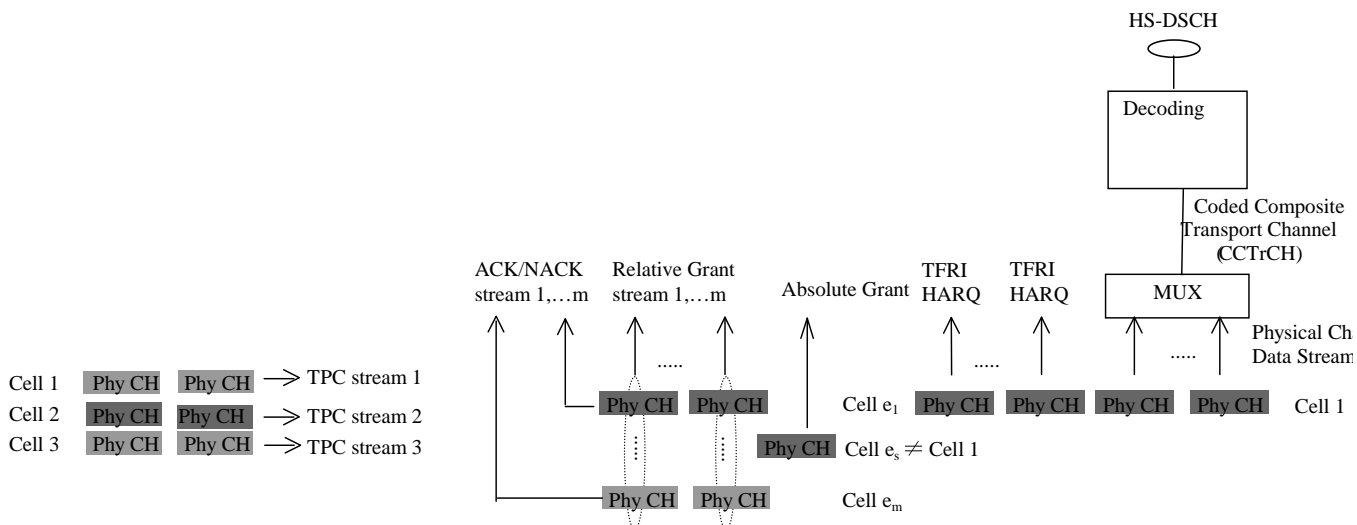 HS-DSCH
Decoding
Coded Composite
Transport Channel
(CCTrCH)
ACK/NACK
stream 1,…m
Relative Grant
stream 1,…m
Absolute Grant
TFRI
HARQ
TFRI
HARQ
MUX
Physical Cha
Data Stream
.....
.....
.....
Cell 1 Phy CH Phy CH TPC stream 1
Cell 2 Phy CH Phy CH TPC stream 2
Cell 3 Phy CH Phy CH TPC stream 3
Phy CH Phy CH Cell e₁ Phy CH Phy CH Phy CH Phy CH Cell 1
Phy CH Cell eₛ ≠ Cell 1
Phy CH Phy CH Cell eₘ